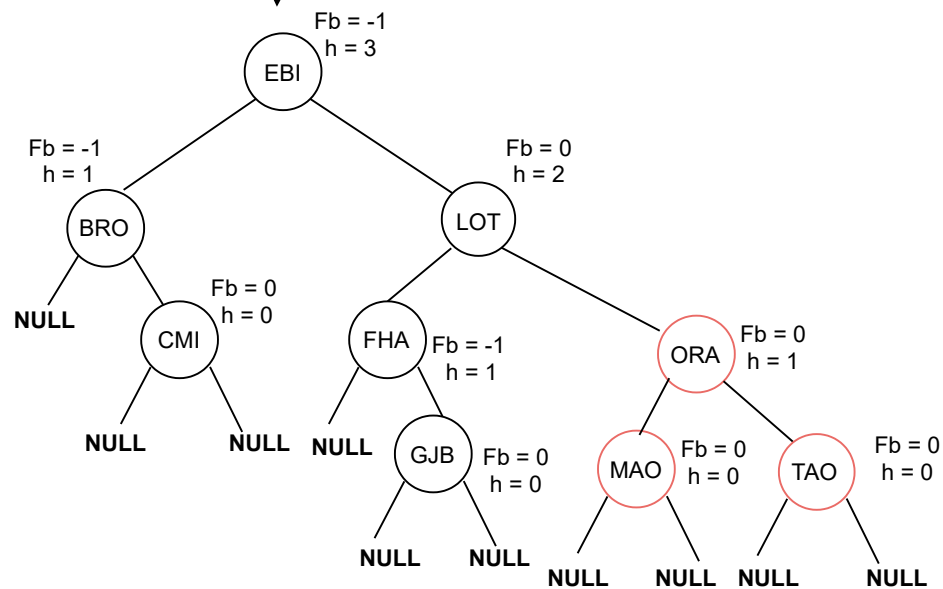 Fb = -1
h = 3
EBI
Fb = -1
h = 1
Fb = 0
h = 2
BRO
LOT
NULL
Fb = 0
h = 0
CMI
FHA
Fb = -1
h = 1
ORA
Fb = 0
h = 1
NULL
NULL
NULL
GJB
Fb = 0
h = 0
MAO
Fb = 0
h = 0
TAO
Fb = 0
h = 0
NULL
NULL
NULL
NULL
NULL
NULL